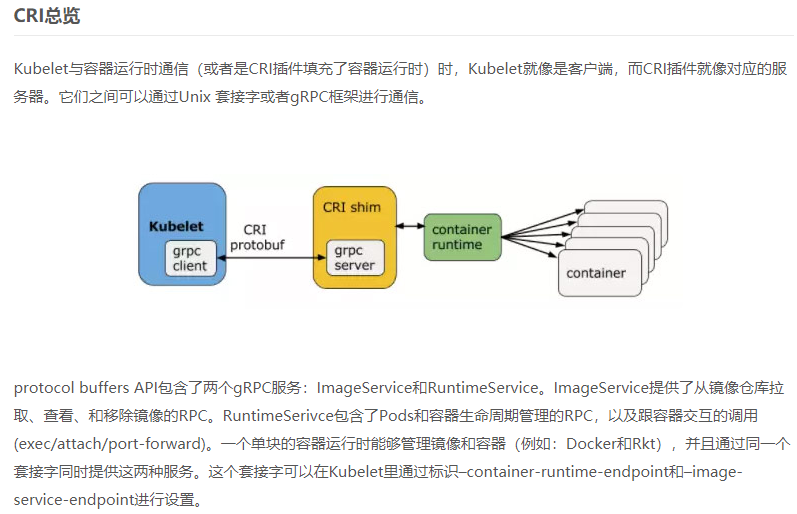 CRI总览
Kubelet与容器运行时通信（或者是CRI插件填充了容器运行时）时，Kubelet就像是客户端，而CRI插件就像对应的服
务器。它们之间可以通过Unix 套接字或者gRPC框架进行通信。
Kubelet
grpc
client
CRI
protobuf
CRI shim
grpc
server
container
runtime
container
protocol buffers API包含了两个gRPC服务：ImageService和RuntimeService。ImageService提供了从镜像仓库拉
取、查看、和移除镜像的RPC。RuntimeSerivce包含了Pods和容器生命周期管理的RPC，以及跟容器交互的调用
(exec/attach/port-forward)。一个单块的容器运行时能够管理镜像和容器（例如：Docker和Rkt），并且通过同一个
套接字同时提供这两种服务。这个套接字可以在Kubelet里通过标识–container-runtime-endpoint和–image-
service-endpoint进行设置。